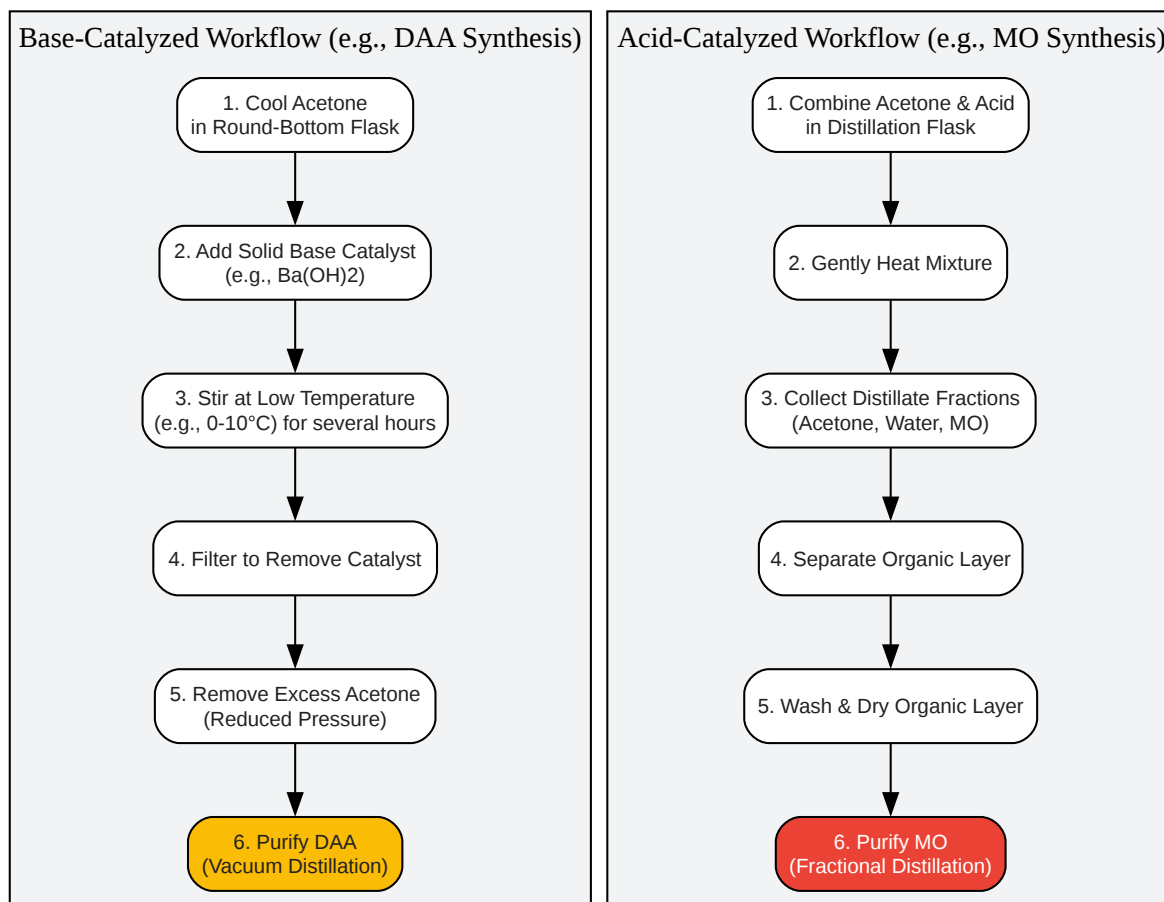 Base-Catalyzed Workflow (e.g., DAA Synthesis)
1. Cool Acetone
in Round-Bottom Flask
2. Add Solid Base Catalyst
(e.g., Ba(OH)2)
3. Stir at Low Temperature
(e.g., 0-10°C) for several hours
4. Filter to Remove Catalyst
5. Remove Excess Acetone
(Reduced Pressure)
6. Purify DAA
(Vacuum Distillation)
Acid-Catalyzed Workflow (e.g., MO Synthesis)
1. Combine Acetone & Acid
in Distillation Flask
2. Gently Heat Mixture
3. Collect Distillate Fractions
(Acetone, Water, MO)
4. Separate Organic Layer
5. Wash & Dry Organic Layer
6. Purify MO
(Fractional Distillation)